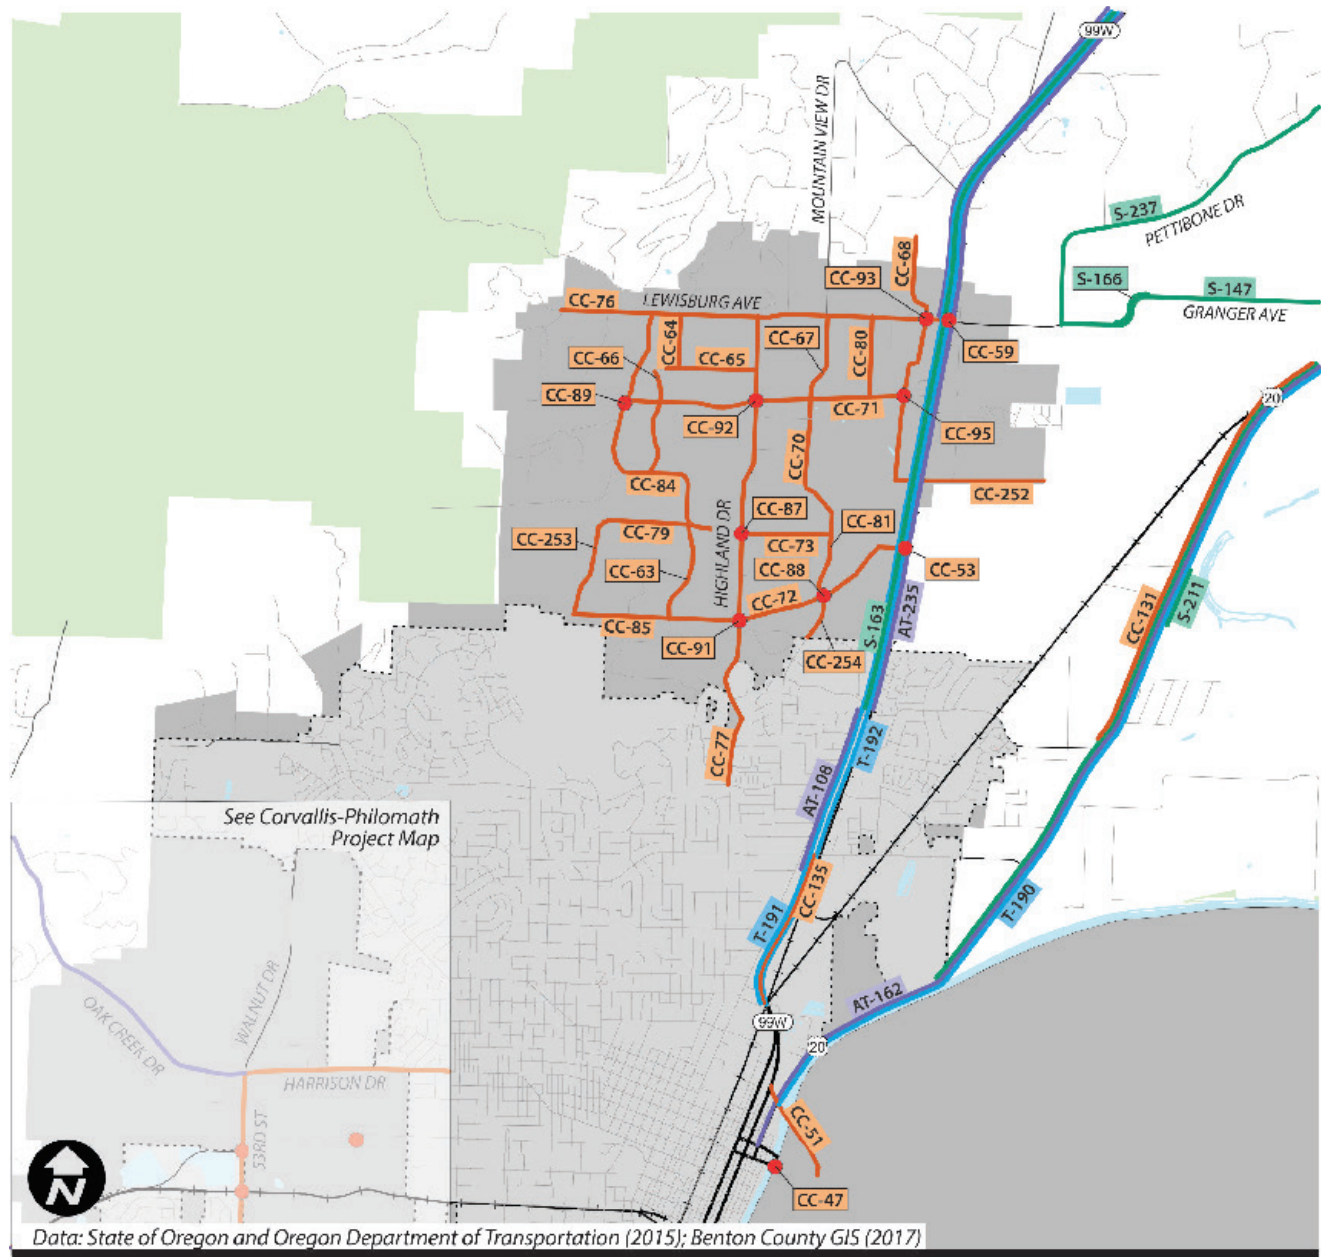 99W
MOUNTAIN VIEW DR
S-237
PETTIBONE DR
CC-68
CC-93
S-166
S-147
GRANGER AVE
CC-76
LEWISBURG AVE
CC-64
CC-67
CC-80
CC-59
CC-66
CC-65
CC-89
CC-92
CC-71
CC-95
20
CC-70
CC-84
CC-252
HIGHLAND DR
CC-87
CC-81
CC-253
CC-79
CC-73
CC-53
CC-63
CC-88
CC-72
S-163
AT-235
CC-131
S-211
CC-85
CC-91
CC-254
CC-77
AT-108
T-192
See Corvallis-Philomath
Project Map
CC-135
T-191
T-190
OAK CREEK DR
WALNUT DR
AT-162
99W
20
HARRISON DR
53RD ST
CC-51
N
CC-47
Data: State of Oregon and Oregon Department of Transportation (2015); Benton County GIS (2017)